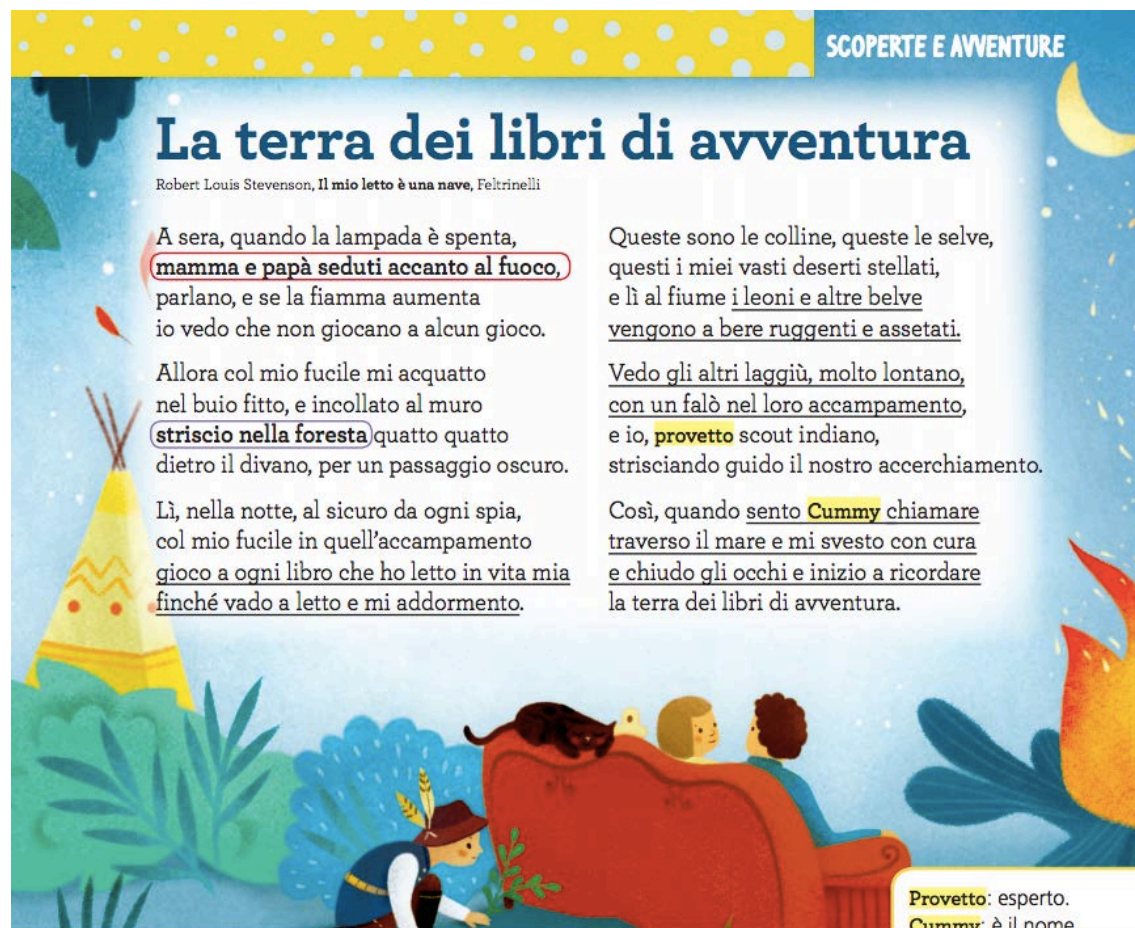 SCOPERTE E AVVENTURE
La terra dei libri di avventura
Robert Louis Stevenson, Il mio letto è una nave, Feltrinelli
A sera, quando la lampada è spenta,
mamma e papà seduti accanto al fuoco,
parlano, e se la fiamma aumenta
io vedo che non giocano a alcun gioco.
Allora col mio fucile mi acquatto
nel buio fitto, e incollato al muro
striscio nella foresta quatto quatto
dietro il divano, per un passaggio oscuro.
Lì, nella notte, al sicuro da ogni spia,
col mio fucile in quell'accampamento
gioco a ogni libro che ho letto in vita mia
finché vado a letto e mi addormento.
Queste sono le colline, queste le selve,
questi i miei vasti deserti stellati,
e lì al fiume i leoni e altre belve
vengono a bere ruggenti e assetati.
Vedo gli altri laggiù, molto lontano,
con un falò nel loro accampamento,
e io, provetto scout indiano,
strisciando guido il nostro accerchiamento.
Così, quando sento Cummy chiamare
traverso il mare e mi svesto con cura
e chiudo gli occhi e inizio a ricordare
la terra dei libri di avventura.
Provetto: esperto.
Cummy: è il nome